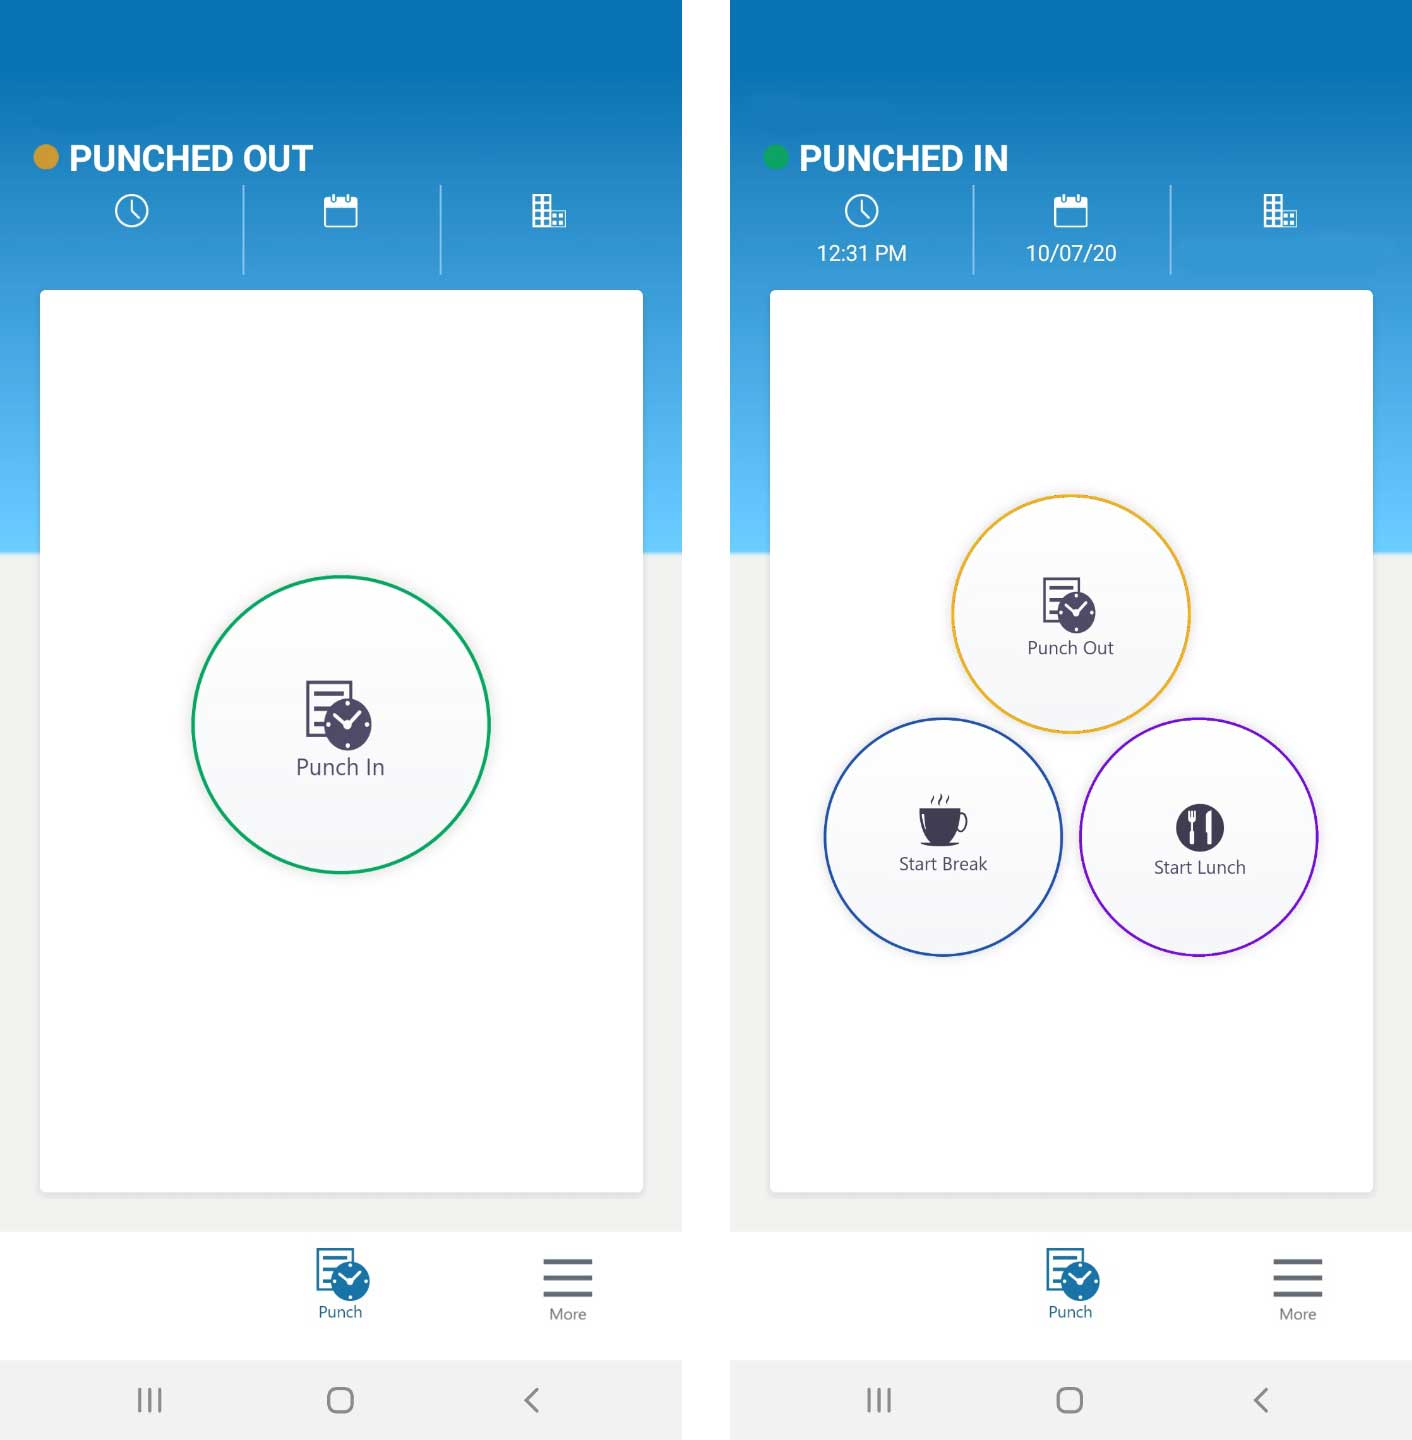 PUNCHED OUT
Punch In
Punch
More
PUNCHED IN
12:31 PM
10/07/20
Punch Out
Start Break
Start Lunch
Punch
More